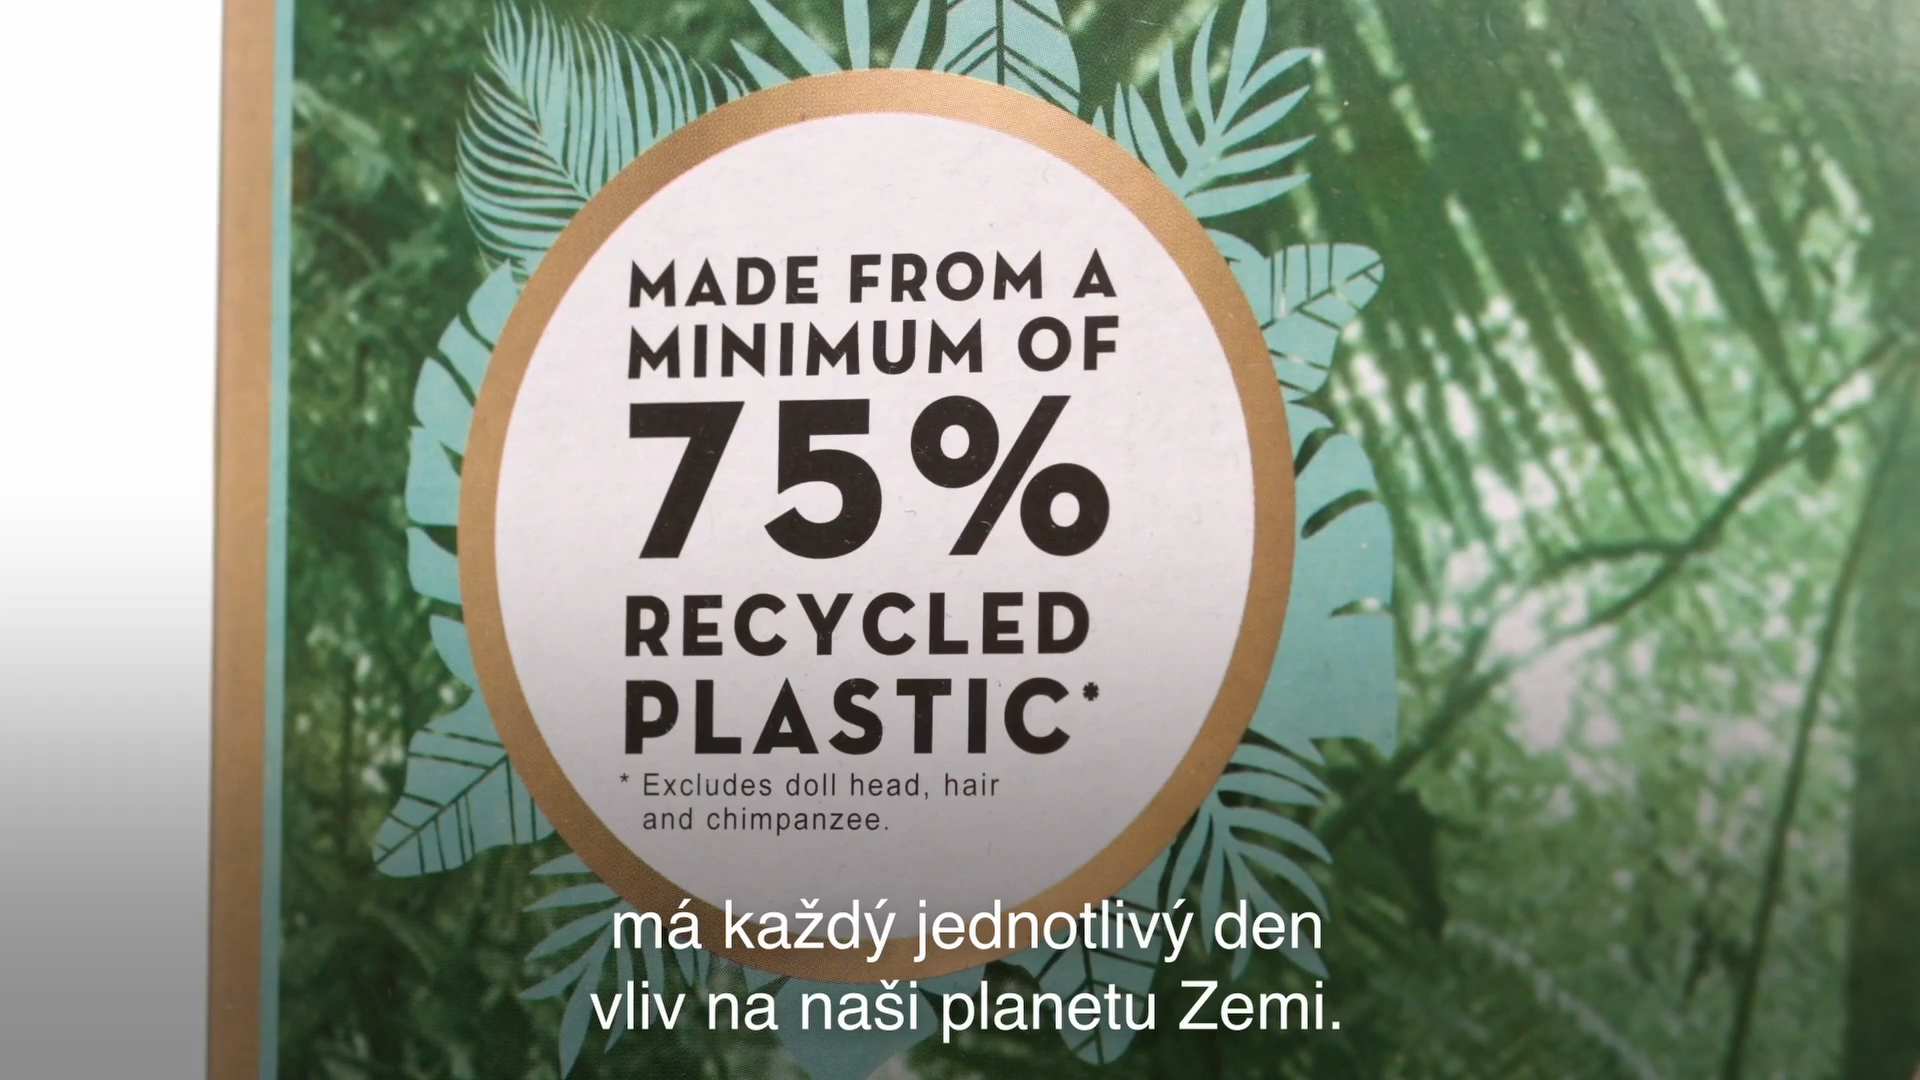 MADE FROM A
MINIMUM OF
75%
RECYCLED
PLASTIC*
* Excludes doll head, hair
and chimpanzee.
má každý jednotlivý den
vliv na naši planetu Zemi.